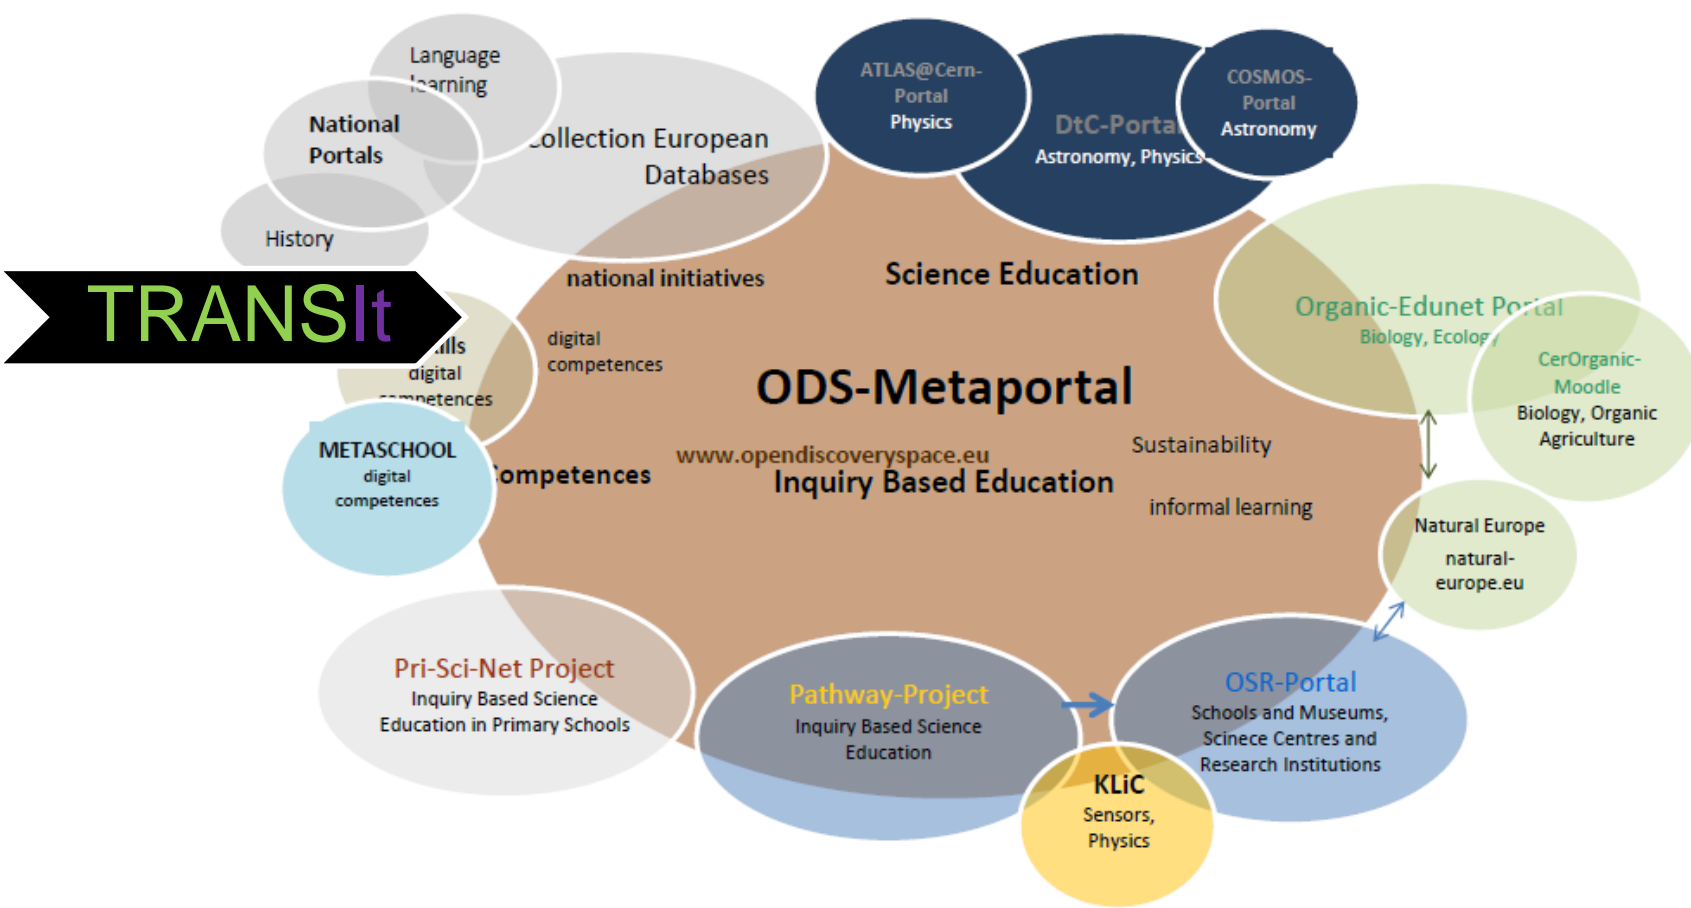 Language
learning
National
Portals
History
Collection European
Databases
ATLAS@Cern-
Portal
Physics
DtC-Portal
Astronomy, Physics
COSMOS-
Portal
Astronomy
national initiatives
Science Education
TRANSIt
digital
competences
digital
competences
ODS-Metaportal
Organic-Edunet Portal
Biology, Ecology
CerOrganic-
Moodle
Biology, Organic
Agriculture
METASCHOOL
digital
competences
Competences
www.opendiscoveryspace.eu
Inquiry Based Education
Sustainability
informal learning
Natural Europe
natural-
europe.eu
Pri-Sci-Net Project
Inquiry Based Science
Education in Primary Schools
Pathway-Project
Inquiry Based Science
Education
OSR-Portal
Schools and Museums,
Scinece Centres and
Research Institutions
KLiC
Sensors,
Physics